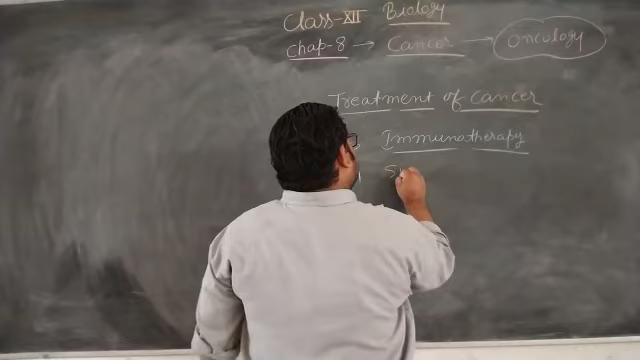 Class-XII Biology
chap-8 → Cancer → Oncology
Treatment of Cancer
Immunotherapy